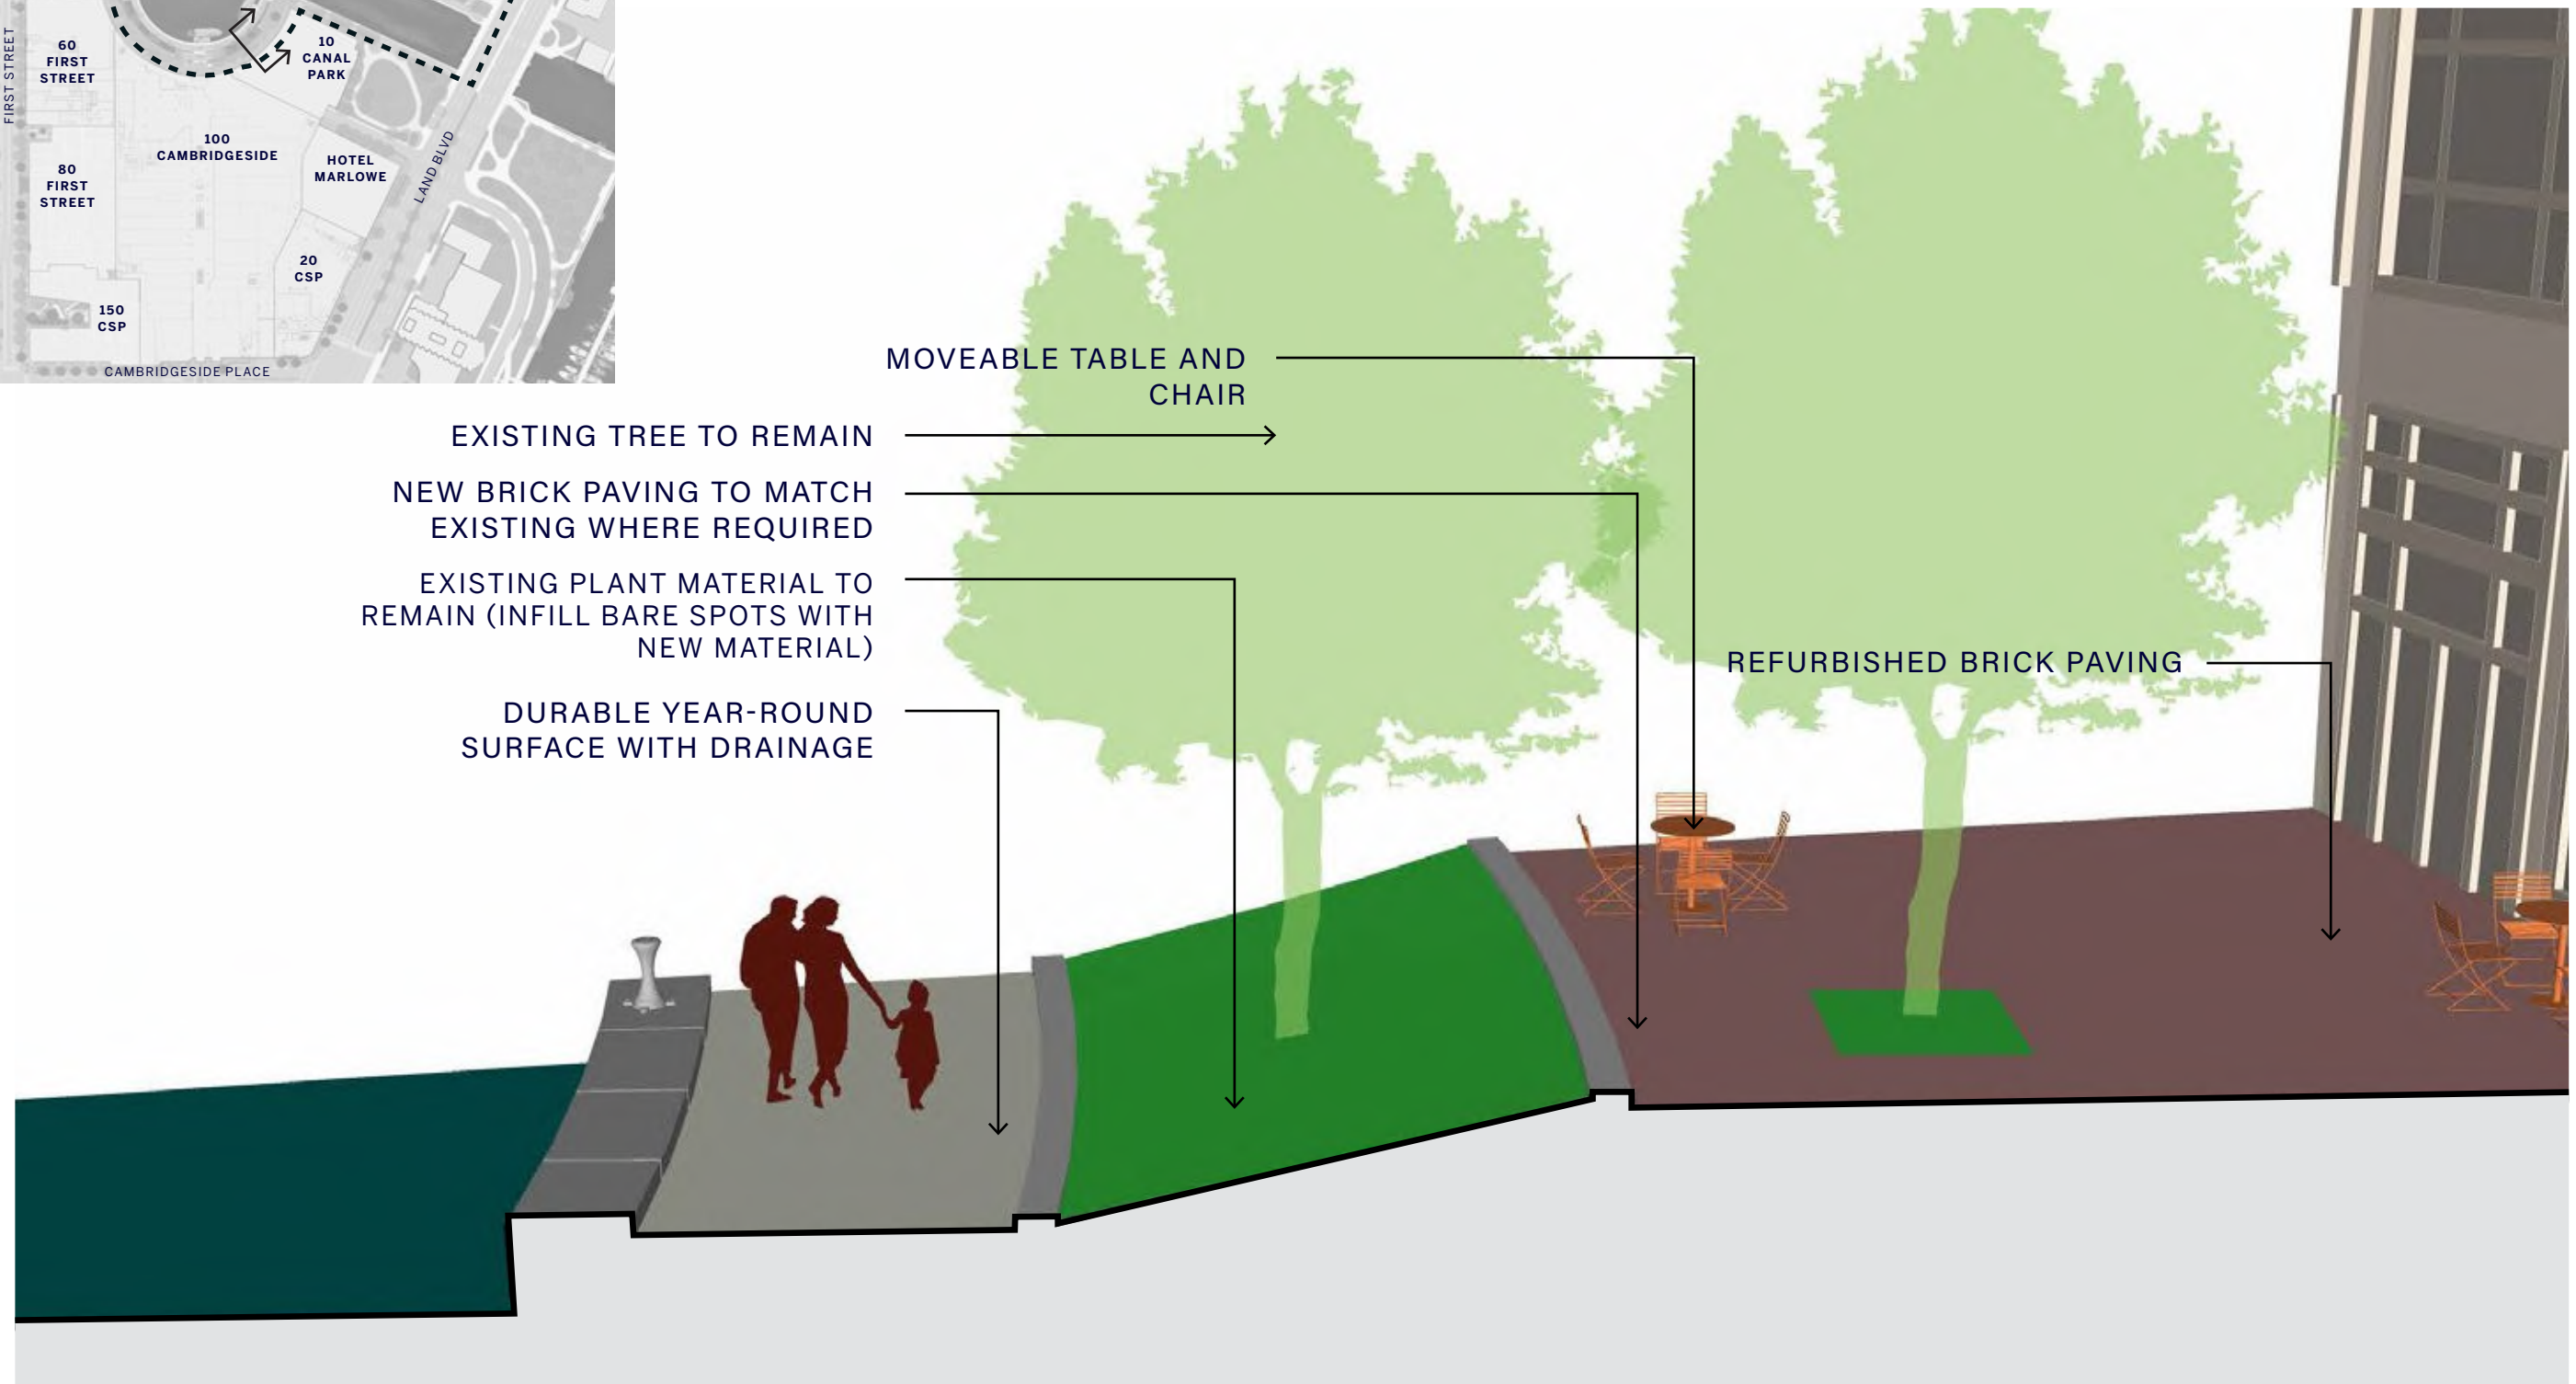 FIRST STREET
60
FIRST
STREET
10
CANAL
PARK
100
CAMBRIDGESIDE
HOTEL
MARLOWE
LAND BLVD
80
FIRST
STREET
20
CSP
150
CSP
CAMBRIDGESIDE PLACE
MOVEABLE TABLE AND
CHAIR
EXISTING TREE TO REMAIN
NEW BRICK PAVING TO MATCH
EXISTING WHERE REQUIRED
EXISTING PLANT MATERIAL TO
REMAIN (INFILL BARE SPOTS WITH
NEW MATERIAL)
REFURBISHED BRICK PAVING
DURABLE YEAR-ROUND
SURFACE WITH DRAINAGE